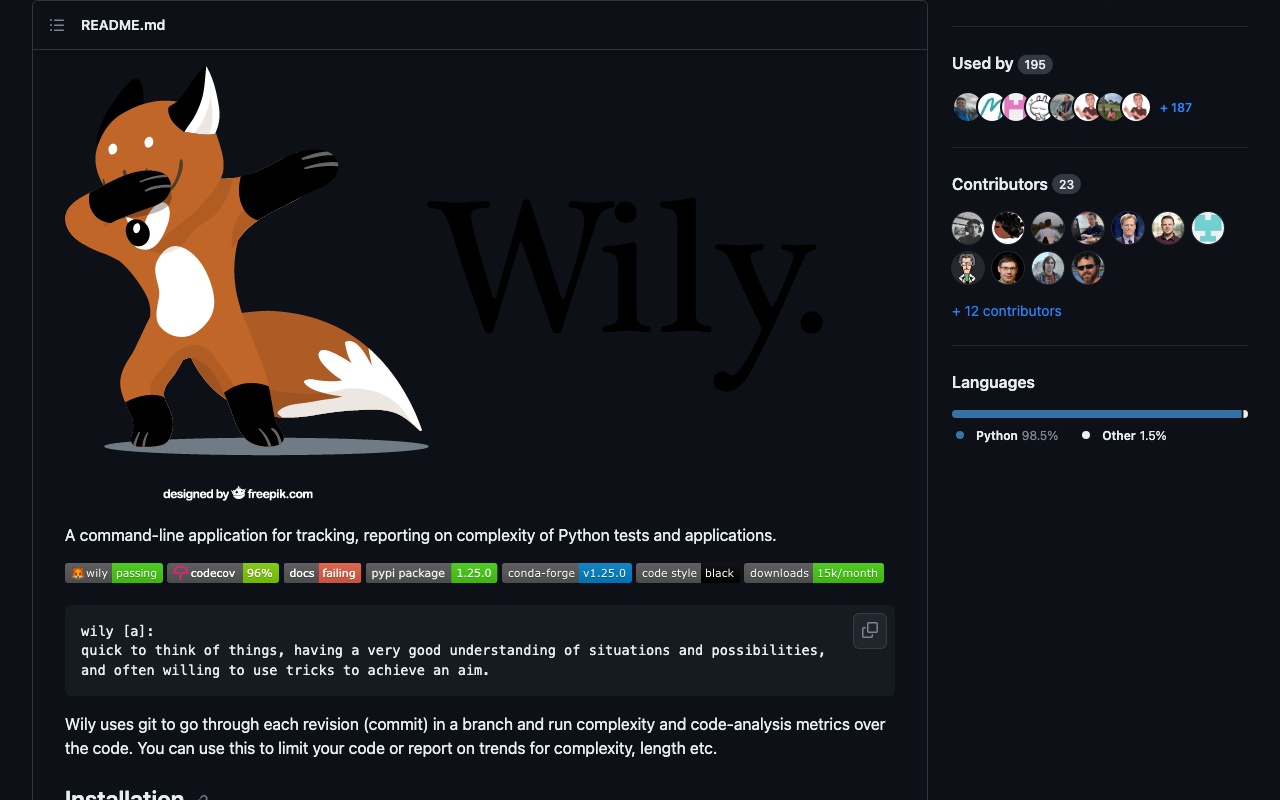 README.md
Wily.
designed by freepik.com
A command-line application for tracking, reporting on complexity of Python tests and applications.
wily passing codecov 96% docs failing pypi package 1.25.0 conda-forge v1.25.0 code style black downloads 15k/month
wily [a]:
quick to think of things, having a very good understanding of situations and possibilities,
and often willing to use tricks to achieve an aim.
Wily uses git to go through each revision (commit) in a branch and run complexity and code-analysis metrics over
the code. You can use this to limit your code or report on trends for complexity, length etc.
Installation
Used by 195
+ 187
Contributors 23
+ 12 contributors
Languages
Python 98.5% Other 1.5%